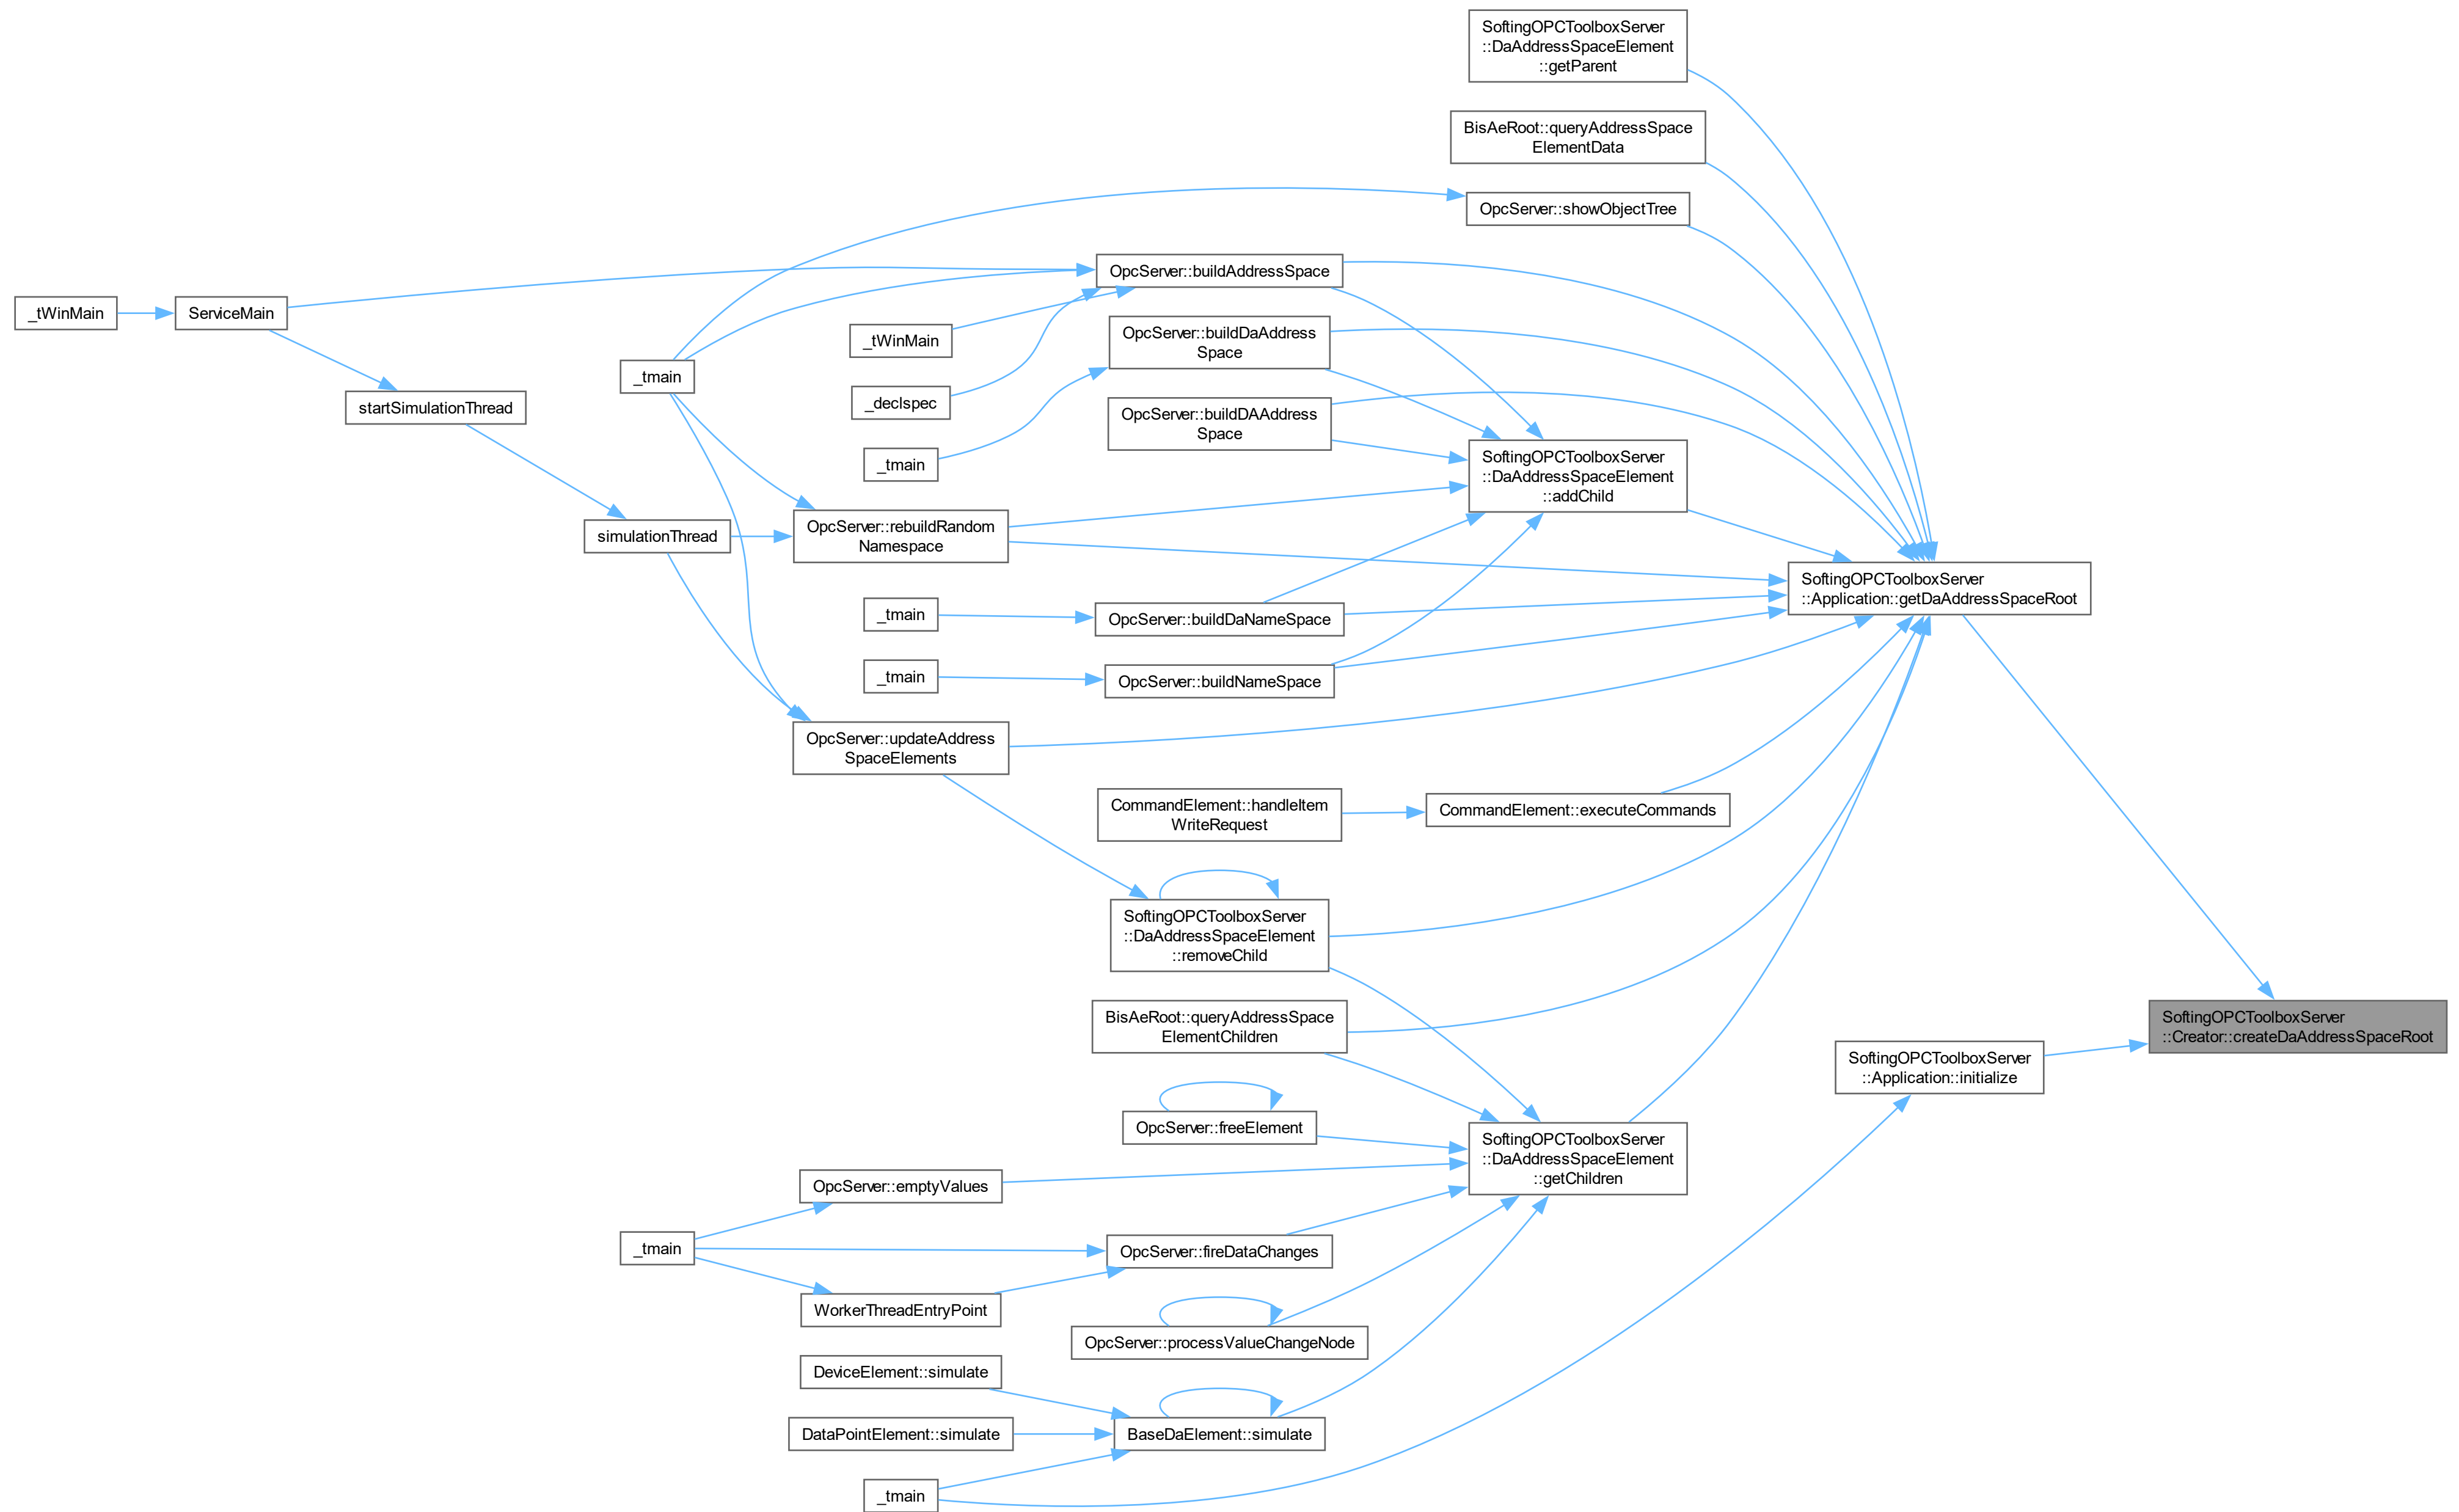 SoftingOPCToolboxServer
::DaAddressSpaceElement
::getParent
BisAeRoot::queryAddressSpace
ElementData
OpcServer::showObjectTree
OpcServer::buildAddressSpace
_tWinMain
ServiceMain
_tWinMain
OpcServer::buildDaAddress
Space
_tmain
startSimulationThread
_declspec
OpcServer::buildDAAddress
Space
_tmain
SoftingOPCToolboxServer
::DaAddressSpaceElement
::addChild
simulationThread
OpcServer::rebuildRandom
Namespace
SoftingOPCToolboxServer
::Application::getDaAddressSpaceRoot
_tmain
OpcServer::buildDaNameSpace
_tmain
OpcServer::buildNameSpace
OpcServer::updateAddress
SpaceElements
CommandElement::handleItem
WriteRequest
CommandElement::executeCommands
SoftingOPCToolboxServer
::DaAddressSpaceElement
::removeChild
BisAeRoot::queryAddressSpace
ElementChildren
SoftingOPCToolboxServer
::Creator::createDaAddressSpaceRoot
SoftingOPCToolboxServer
::Application::initialize
OpcServer::freeElement
SoftingOPCToolboxServer
::DaAddressSpaceElement
::getChildren
OpcServer::emptyValues
_tmain
OpcServer::fireDataChanges
WorkerThreadEntryPoint
OpcServer::processValueChangeNode
DeviceElement::simulate
DataPointElement::simulate
BaseDaElement::simulate
_tmain